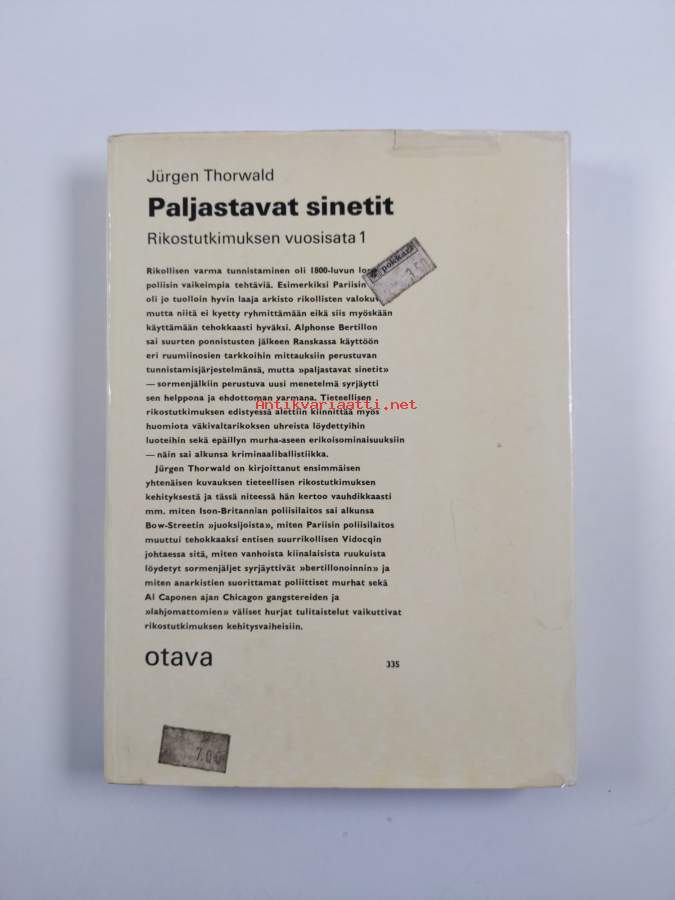 Jürgen Thorwald
Paljastavat sinetit
Rikostutkimuksen vuosisata 1
pokkari
3.50
Rikollisen varma tunnistaminen oli 1800-luvun
poliisin vaikeimpia tehtäviä. Esimerkiksi Pariisin
oli jo tuolloin hyvin laaja arkisto rikollisten
mutta niitä ei kyetty ryhmittämään eikä siis myöskään
käyttämään tehokkaasti hyväksi. Alphonse Bertillon
sai suurten ponnistusten jälkeen Ranskassa käyttöön
eri ruumiinosien tarkkoihin mittauksiin perustuvan
tunnistamisjärjestelmänsä, mutta »paljastavat sinetit»
— sormenjälkiin perustuva uusi menetelmä syrjäytti
sen helppona ja ehdottoman varmana. Tieteellisen
Antikvariaatti.net
rikostutkimuksen edistyessä alettiin kiinnittää myös
huomiota väkivaltarikoksen uhreista löydettyihin
luoteihin sekä epäillyn murha-aseen erikoisominaisuuksiin
— näin sai alkunsa kriminaaliballistiikka.
Jürgen Thorwald on kirjoittanut ensimmäisen
yhtenäisen kuvauksen tieteellisen rikostutkimuksen
kehityksestä ja tässä niteessä hän kertoo vauhdikkaasti
mm. miten Ison-Britannian poliisilaitos sai alkunsa
Bow-Streetin »juoksijoista», miten Pariisin poliisilaitos
muuttui tehokkaaksi entisen suurrikollisen Vidocqin
johtaessa sitä, miten vanhoista kiinalaisista ruukuista
löydetyt sormenjäljet syrjäyttivät »bertillonoinnin» ja
miten anarkistien suorittamat poliittiset murhat sekä
Al Caponen ajan Chicagon gangstereiden ja
»lahjomattomien» väliset hurjat tulitaistelut vaikuttivat
rikostutkimuksen kehitysvaiheisiin.
otava
335
7.00